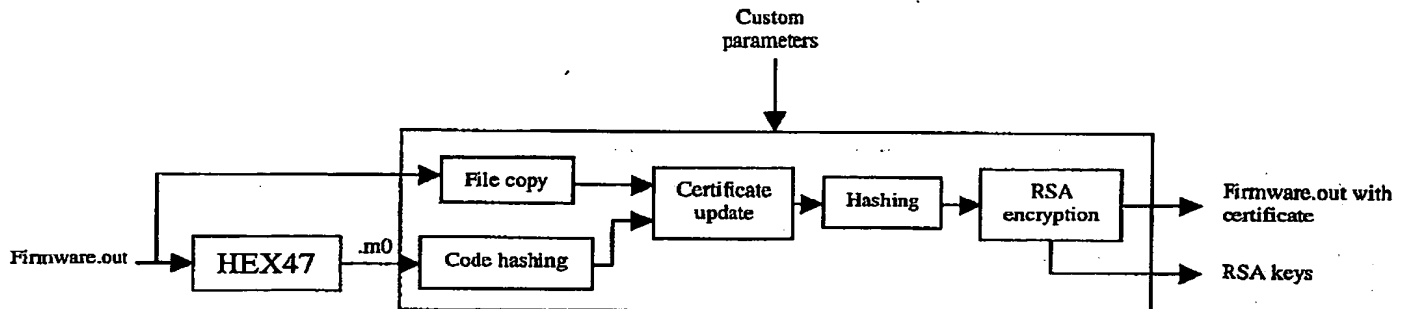 Custom
parameters
File copy
Certificate
update
Hashing
RSA
encryption
Firmware.out with
certificate
Firmware.out
HEX47
.m0
Code hashing
RSA keys